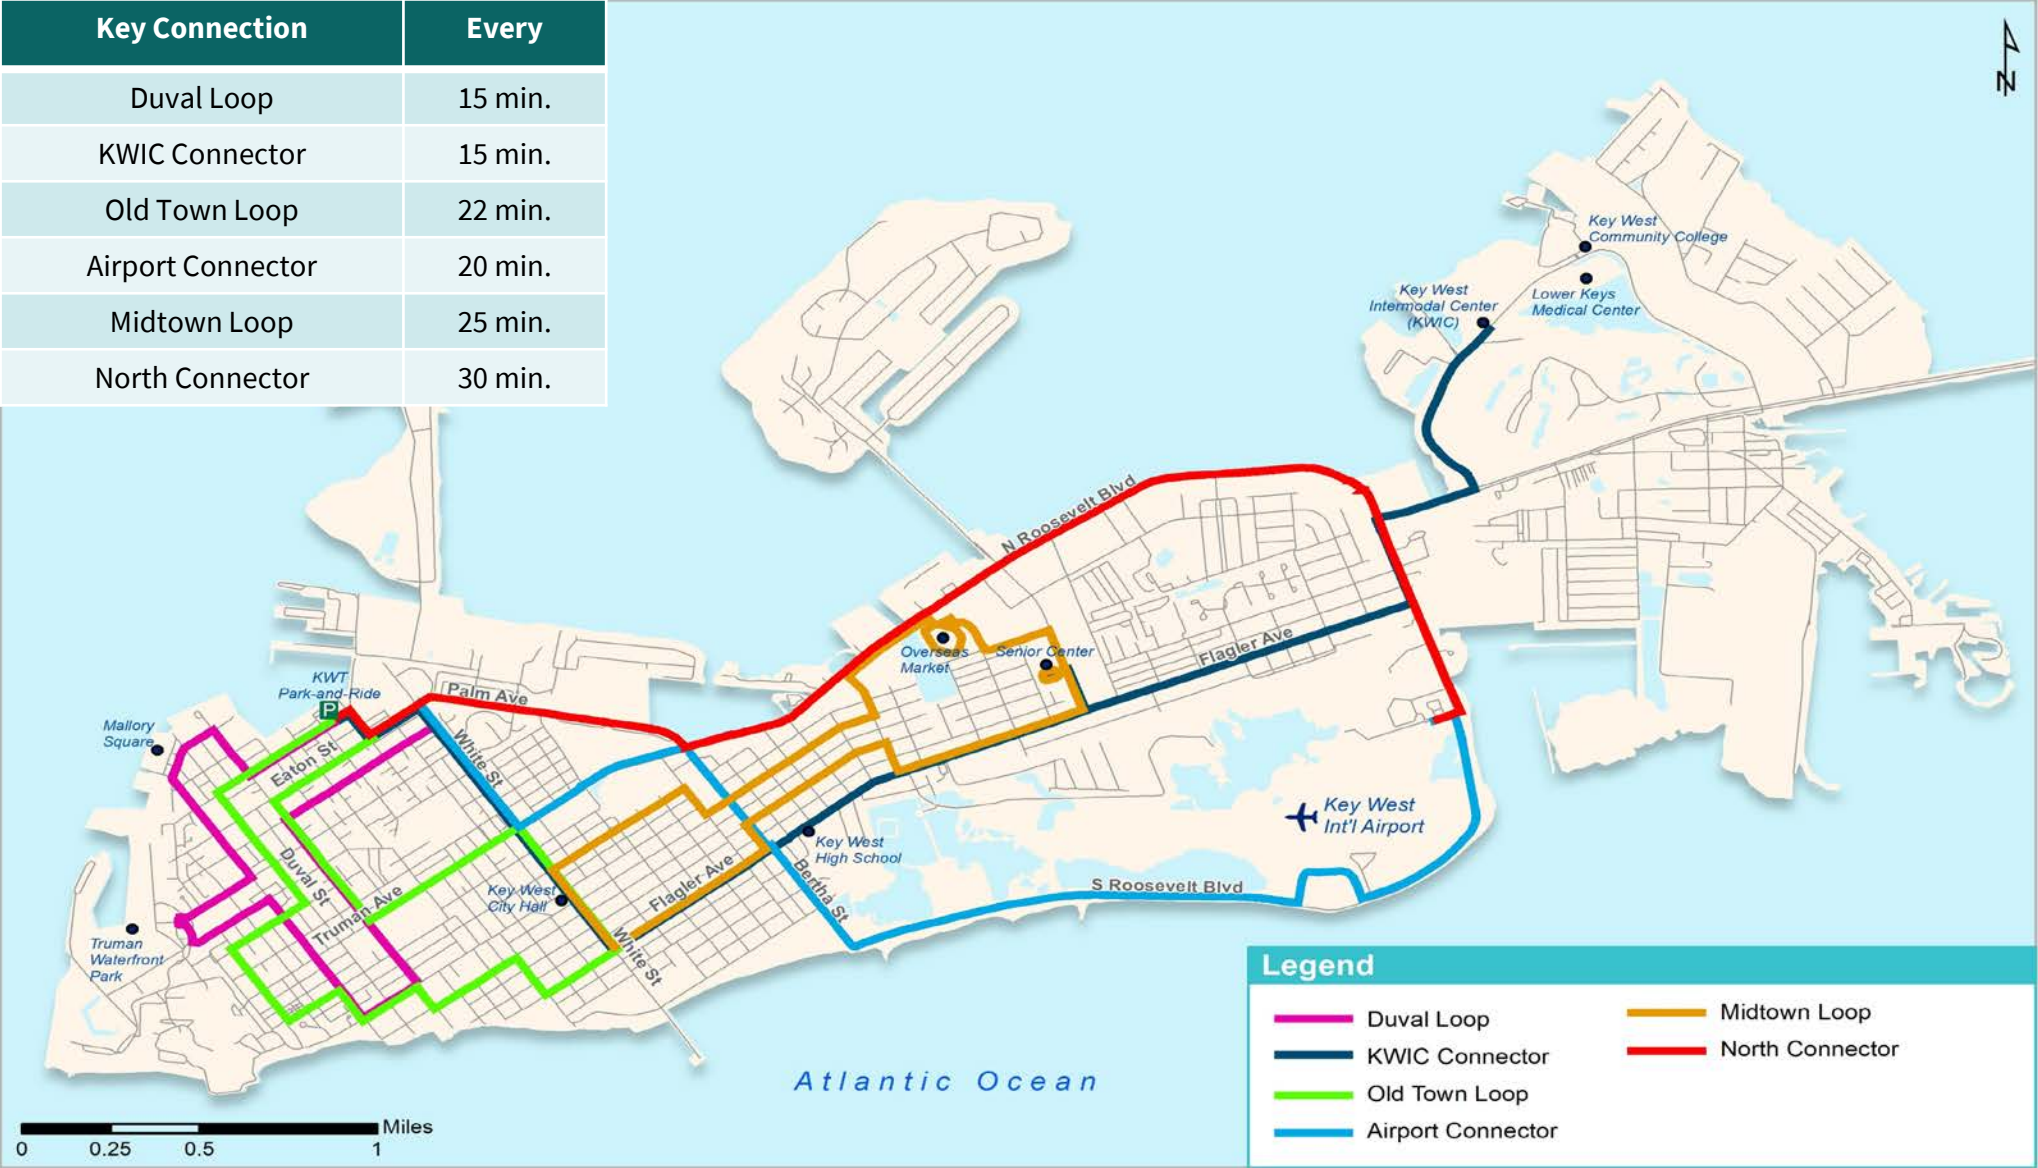 Key Connection Every
Duval Loop 15 min.
KWIC Connector 15 min.
Old Town Loop 22 min.
Airport Connector 20 min.
Midtown Loop 25 min.
North Connector 30 min.
N
Key West
Community College
Key West
Intermodal Center
(KWIC)
Lower Keys
Medical Center
N Roosevelt Blvd
Overseas
Market
Senior Center
Flagler Ave
KWT
Park-and-Ride
P
Palm Ave
Mallory
Square
Eaton St
White St
Key West
Int'l Airport
Key West
High School
Duval St
Truman Ave
Key West
City Hall
Flagler Ave
Bertha St
S Roosevelt Blvd
White St
Truman
Waterfront
Park
Atlantic Ocean
Miles
0 0.25 0.5 1
Legend
Duval Loop
KWIC Connector
Old Town Loop
Airport Connector
Midtown Loop
North Connector